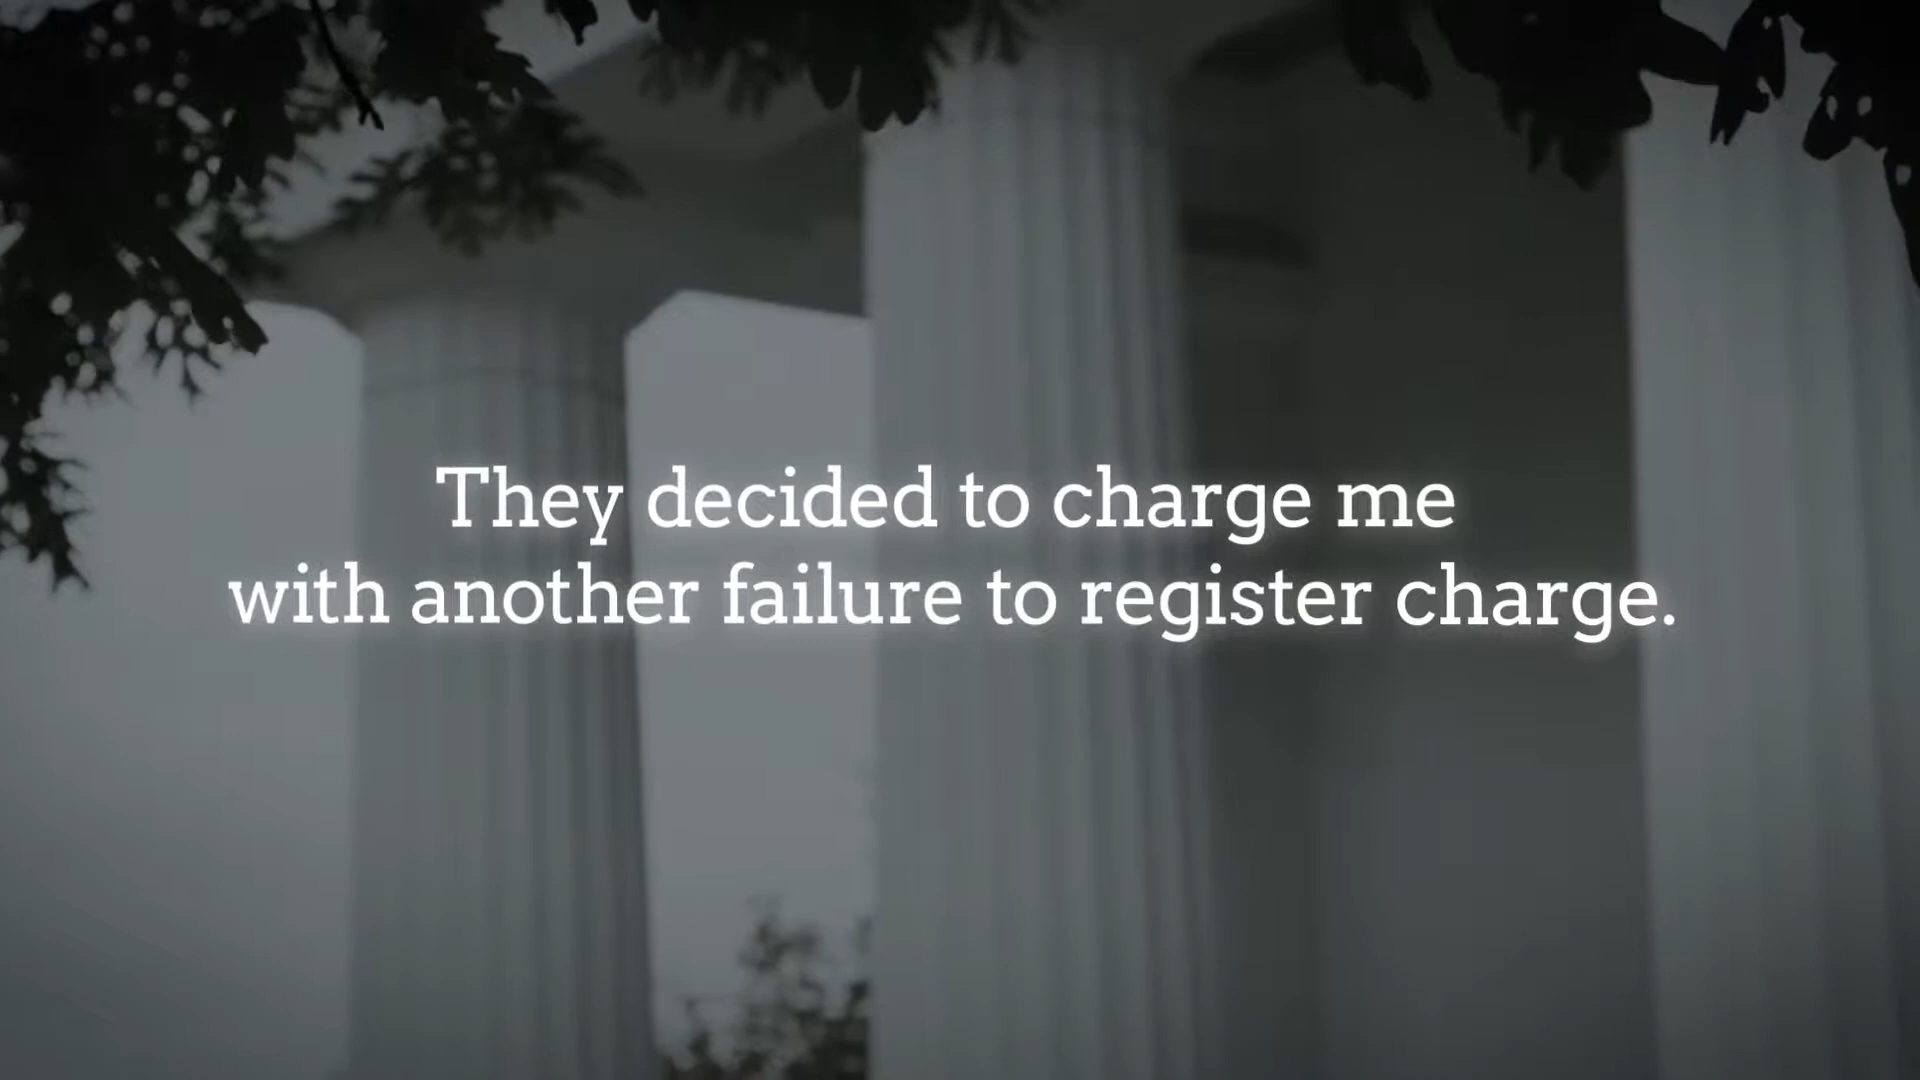 They decided to charge me
with another failure to register charge.